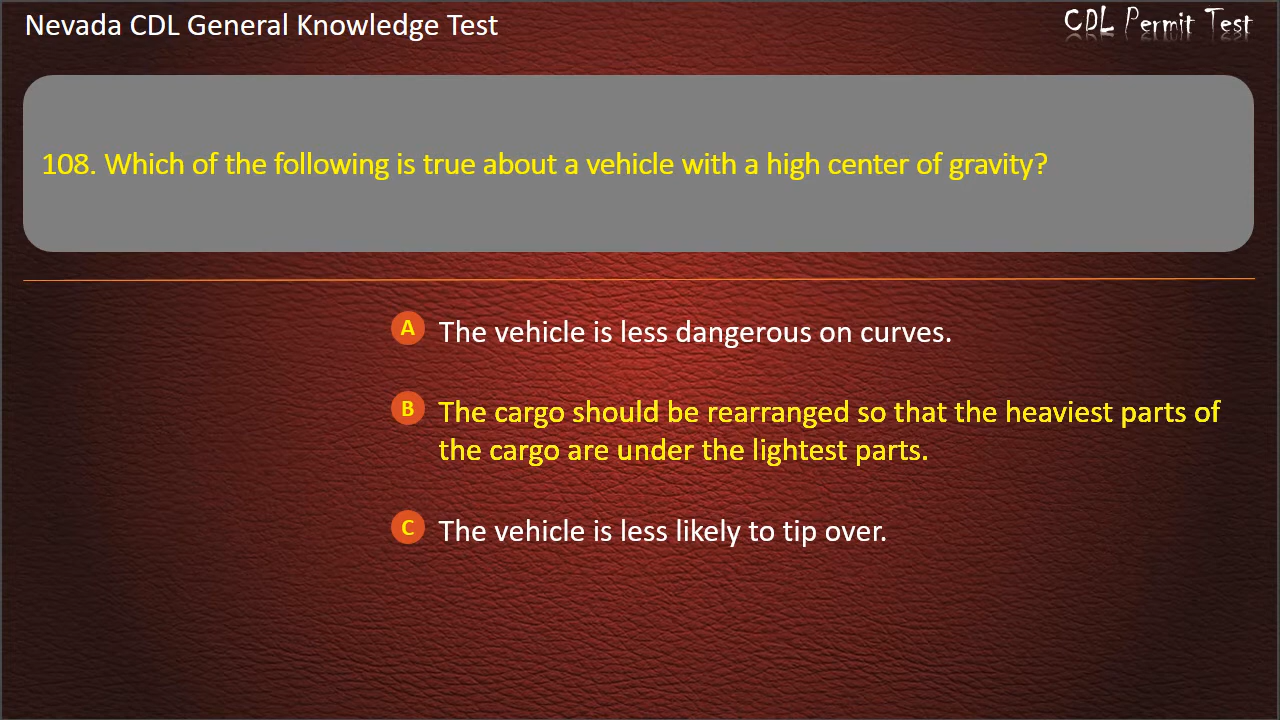 Nevada CDL General Knowledge Test
CDL Permit Test
108. Which of the following is true about a vehicle with a high center of gravity?
A The vehicle is less dangerous on curves.
B The cargo should be rearranged so that the heaviest parts of
the cargo are under the lightest parts.
C The vehicle is less likely to tip over.